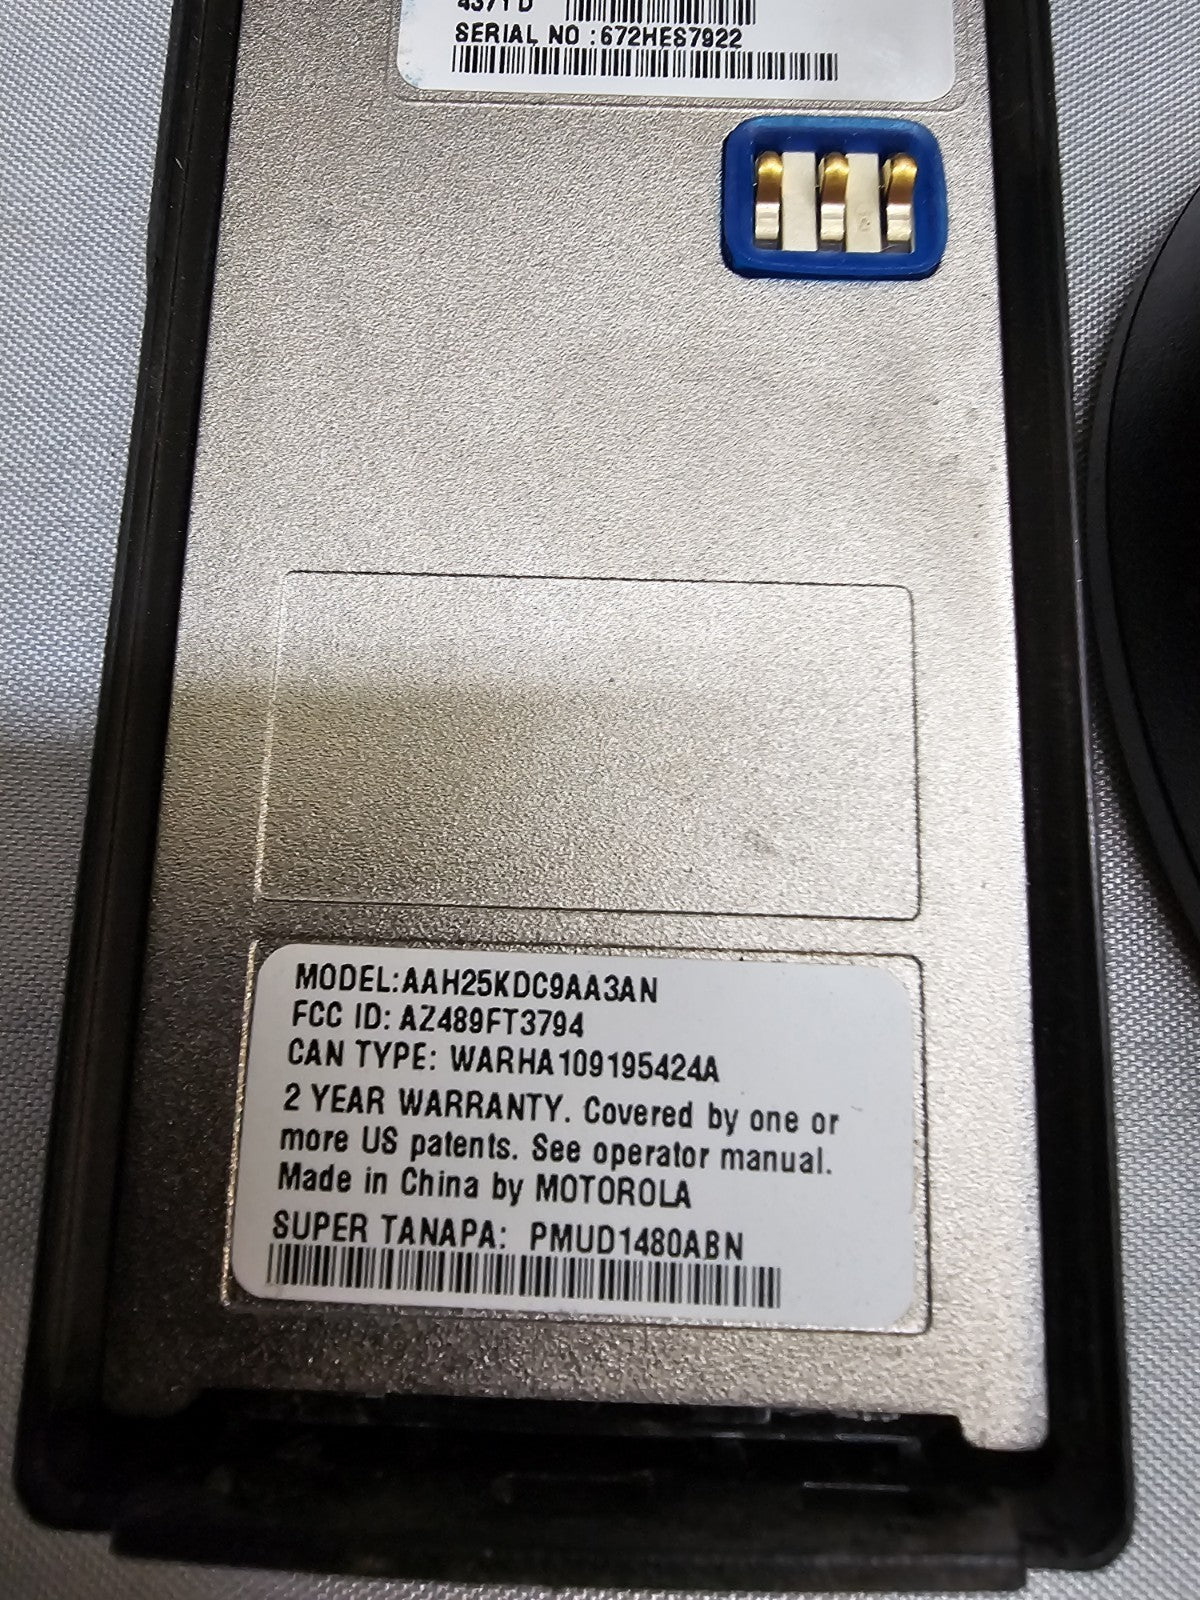 4371D
SERIAL NO :672HES7922
MODEL:AAH25KDC9AA3AN
FCC ID: AZ489FT3794
CAN TYPE: WARHA109195424A
2 YEAR WARRANTY. Covered by one or
more US patents. See operator manual.
Made in China by MOTOROLA
SUPER TANAPA: PMUD1480ABN